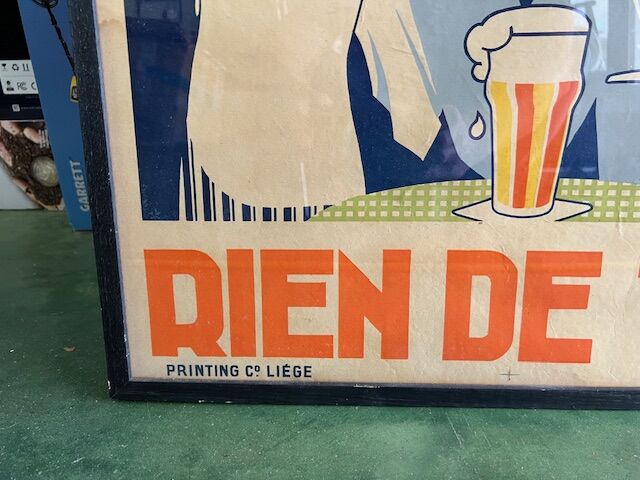 GARRETT
RIEN DE
PRINTING Cº LIÉGE